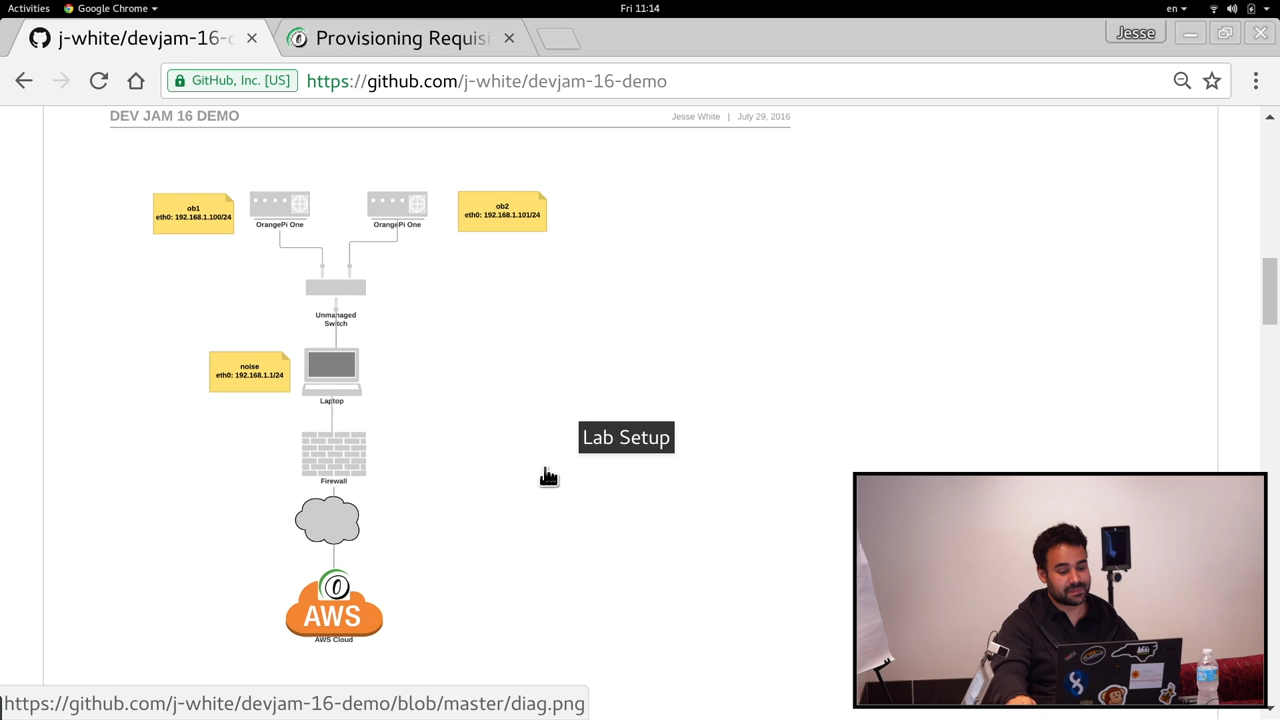 Activities
Google Chrome
Fri 11:14
en
j-white/devjam-16-d
Provisioning Requis
Jesse
GitHub, Inc. [US]
https://github.com/j-white/devjam-16-demo
DEV JAM 16 DEMO
Jesse White | July 29, 2016
ob1
eth0: 192.168.1.100/24
OrangePi One
OrangePi One
ob2
eth0: 192.168.1.101/24
Unmanaged
Switch
noise
eth0: 192.168.1.1/24
Laptop
Lab Setup
Firewall
AWS
AWS Cloud
https://github.com/j-white/devjam-16-demo/blob/master/diag.png